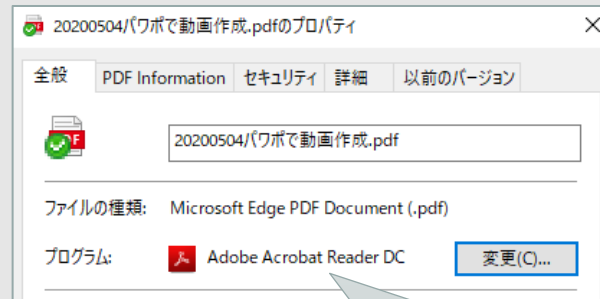 20200504パワポで動画作成.pdfのプロパティ
全般 PDF Information セキュリティ 詳細 以前のバージョン
20200504パワポで動画作成.pdf
ファイルの種類: Microsoft Edge PDF Document (.pdf)
プログラム: Adobe Acrobat Reader DC 変更(C)...